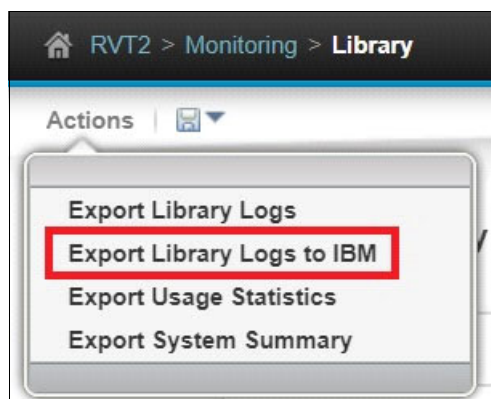 RVT2 > Monitoring > Library
Actions
Export Library Logs
Export Library Logs to IBM
Export Usage Statistics
Export System Summary